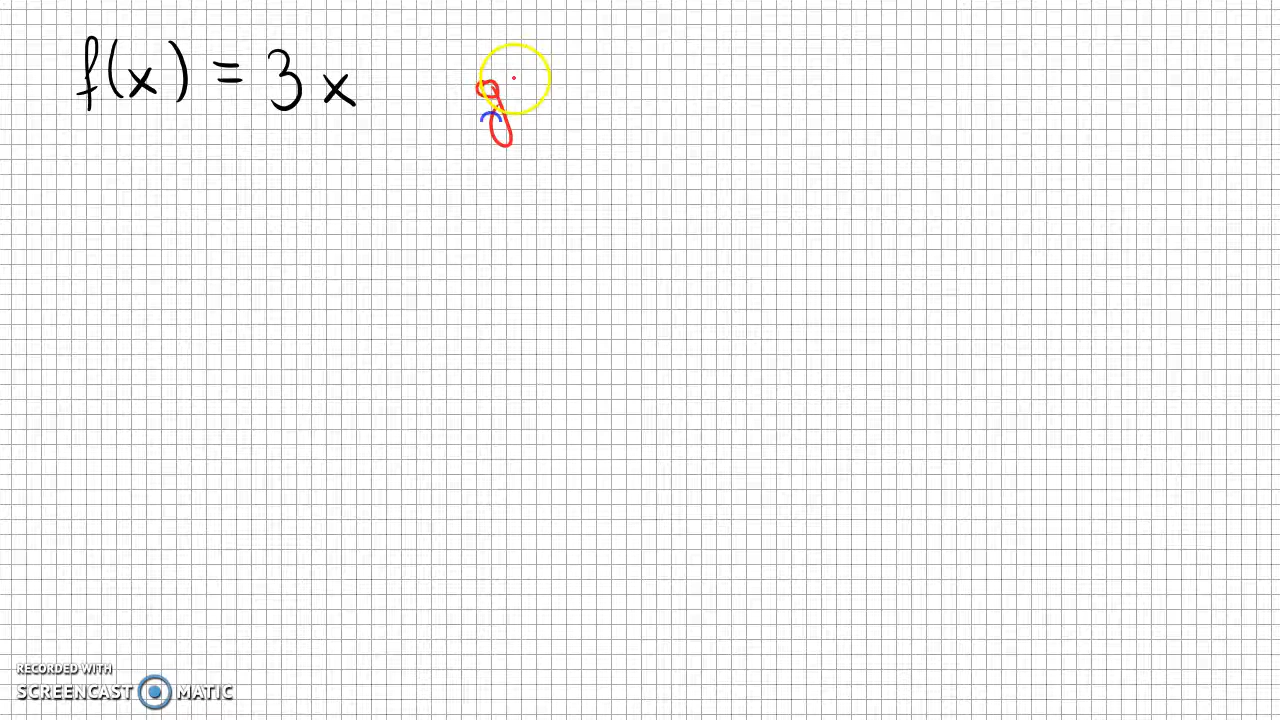 f(x) = 3x g
RECORDED WITH
SCREENCAST MATIC